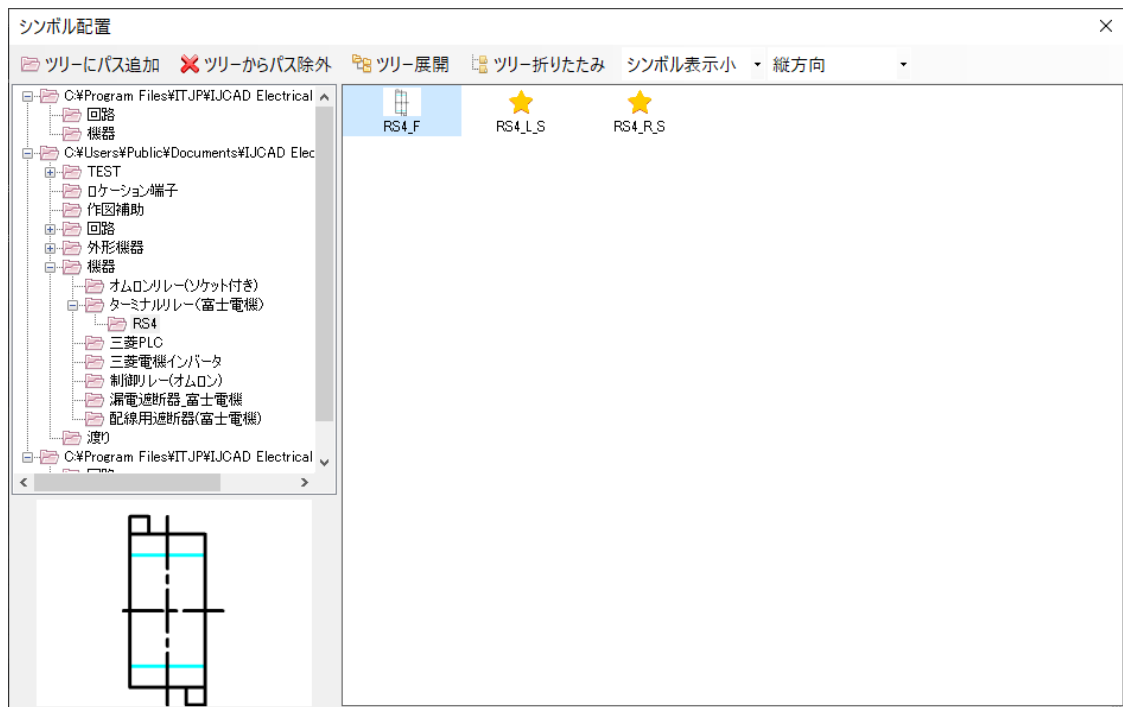 シンボル配置
ツリーにパス追加 ツリーからパス除外 ツリー展開 ツリー折りたたみ シンボル表示小 縦方向
C:¥Program Files¥ITJP¥IJCAD Electrical
回路
機器
C:¥Users¥Public¥Documents¥IJCAD Elec
TEST
ロケーション端子
作図補助
回路
外形機器
機器
オムロンリレー(ソケット付き)
ターミナルリレー(富士電機)
RS4
三菱PLC
三菱電機インバータ
制御リレー(オムロン)
漏電遮断器_富士電機
配線用遮断器(富士電機)
渡り
C:¥Program Files¥ITJP¥IJCAD Electrical
RS4_F RS4_L_S RS4_R_S